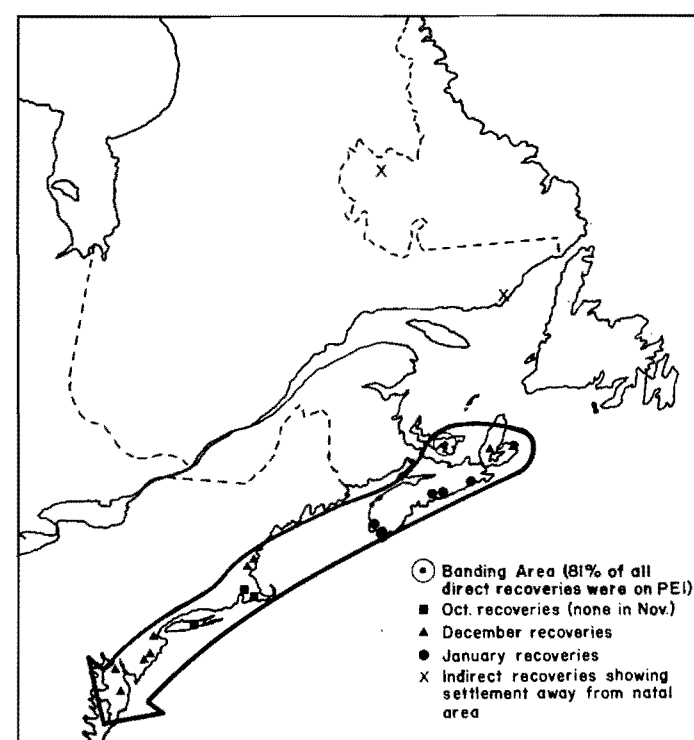 Banding Area (81% of all
direct recoveries were on PEI)
Oct. recoveries (none in Nov.)
December recoveries
January recoveries
X Indirect recoveries showing
settlement away from natal
area
X
X